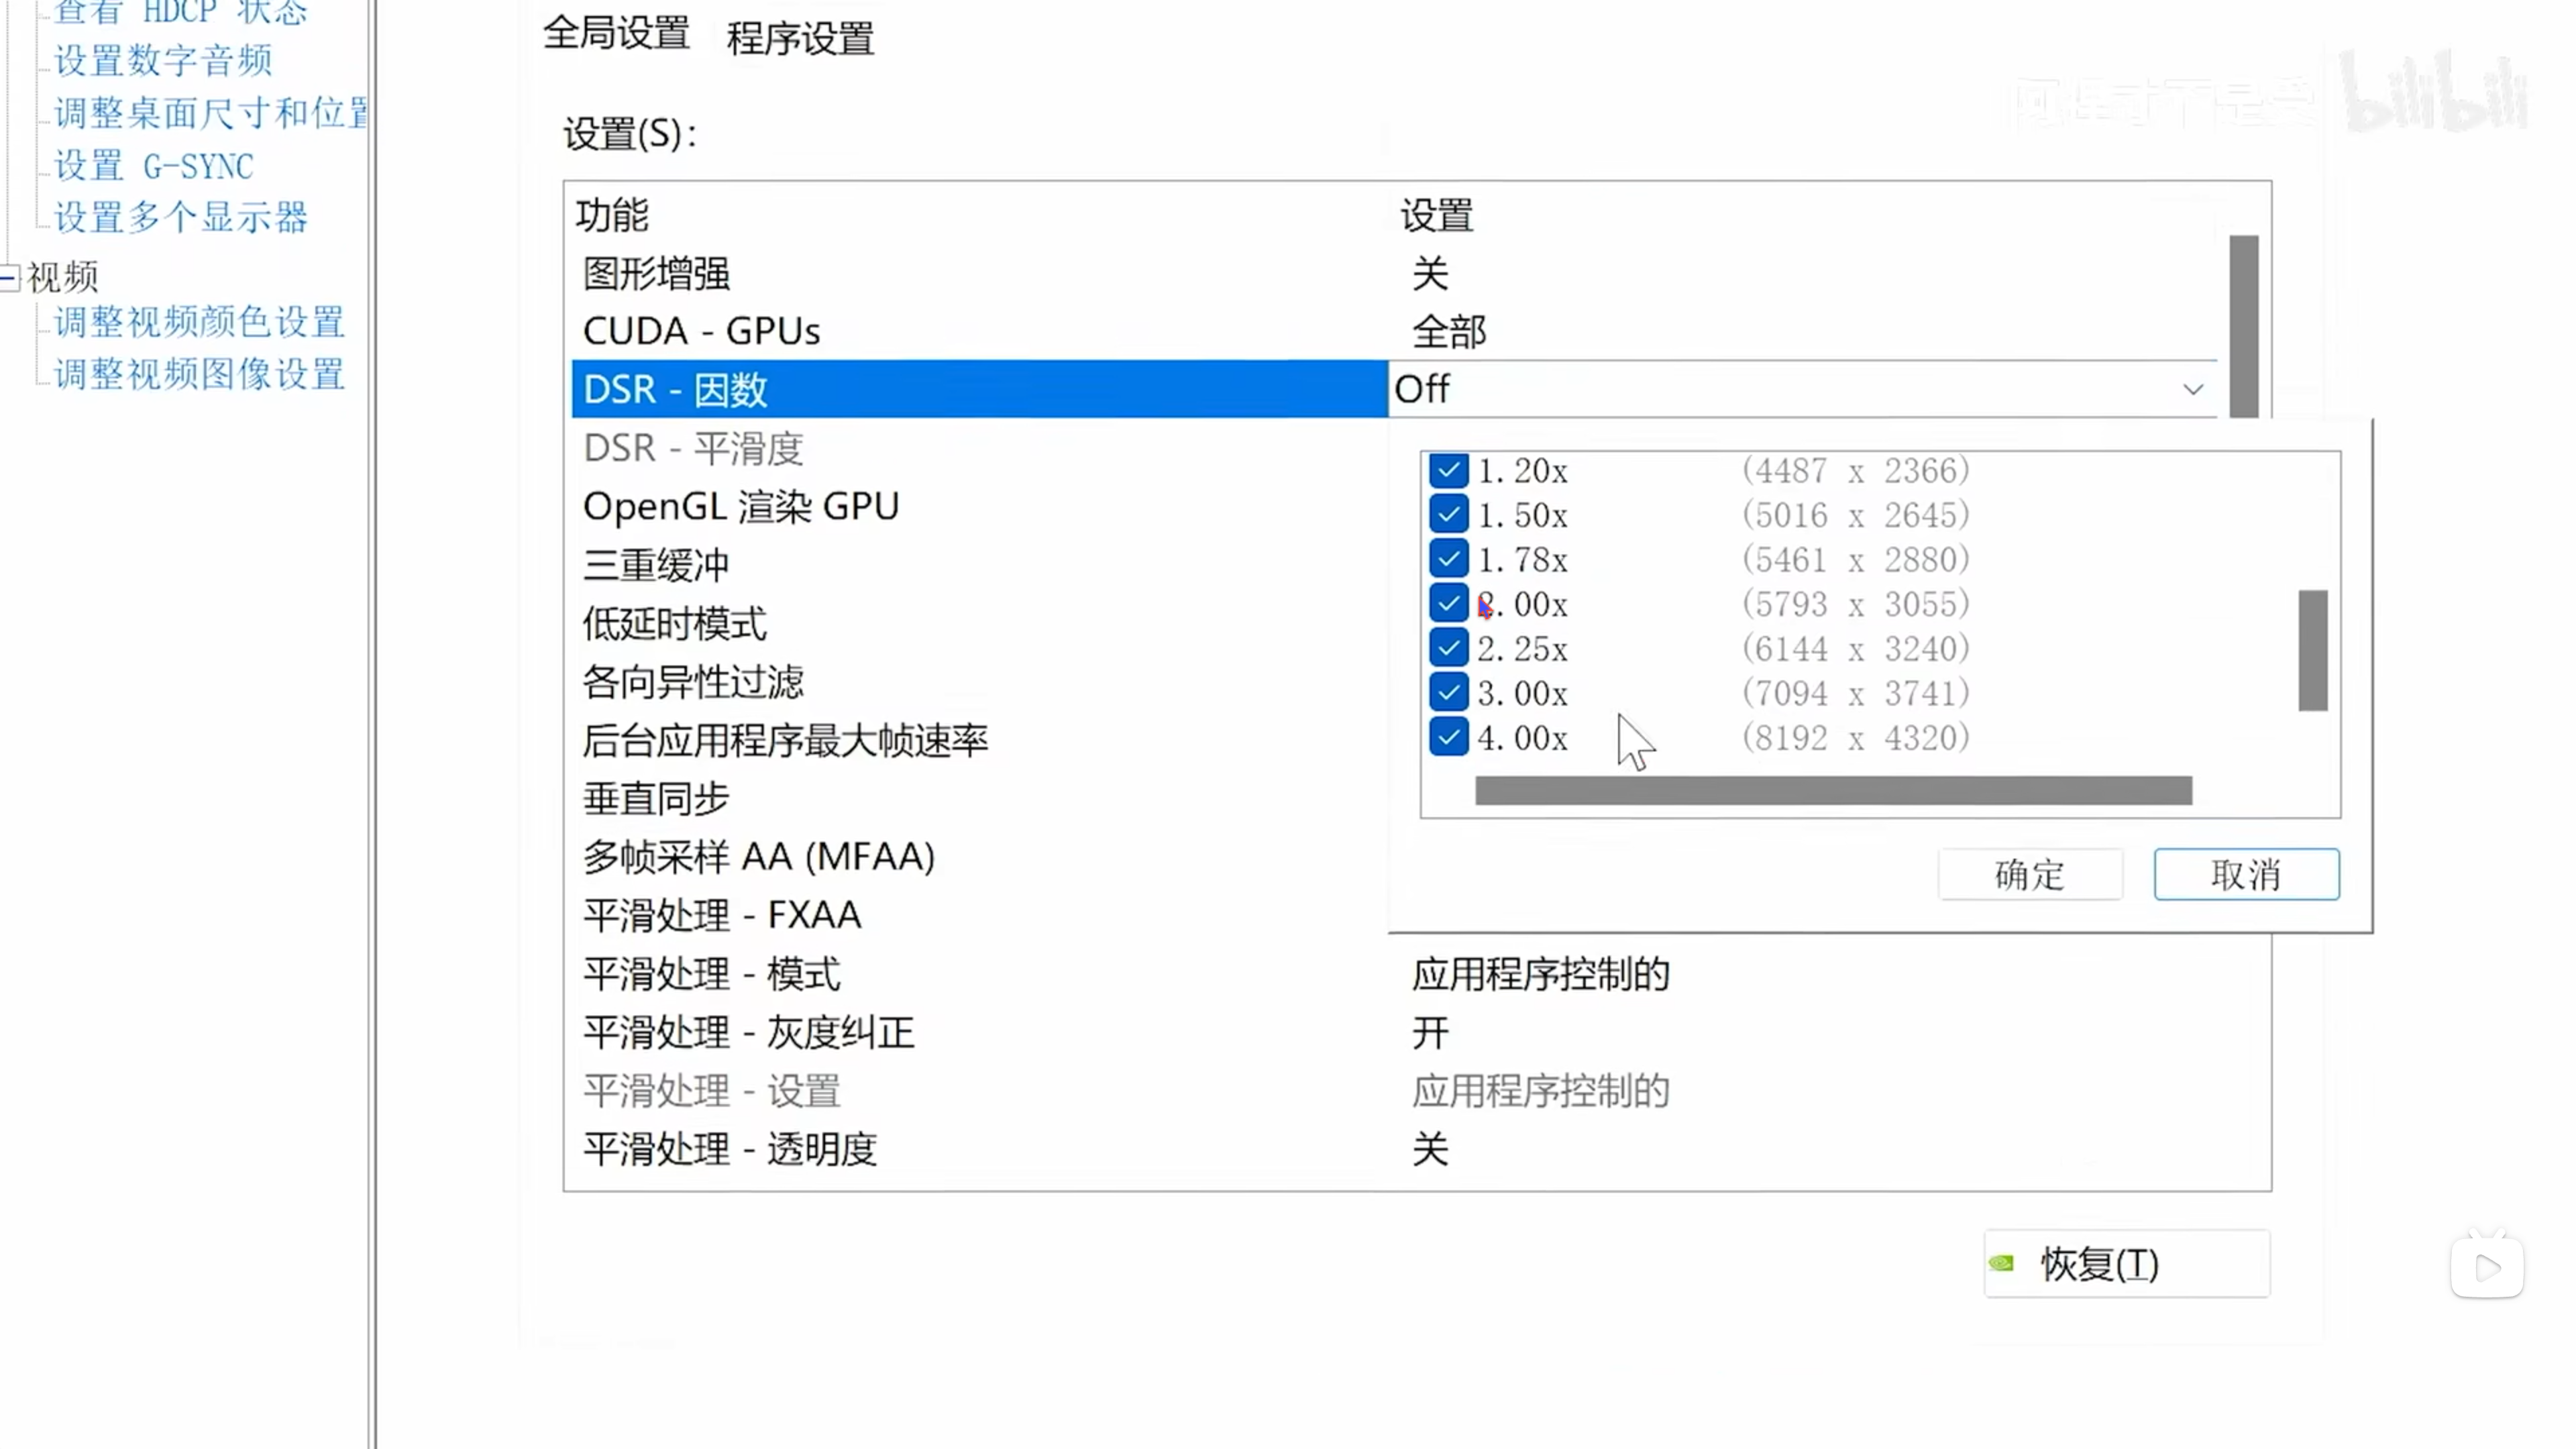 查看 HDCP 状态
设置数字音频
调整桌面尺寸和位置
设置 G-SYNC
设置多个显示器
视频
调整视频颜色设置
调整视频图像设置
全局设置 程序设置
bilibili
设置(S):
功能 设置
图形增强 关
CUDA - GPUs 全部
DSR - 因数 Off
DSR - 平滑度
OpenGL 渲染 GPU
三重缓冲
低延时模式
各向异性过滤
后台应用程序最大帧速率
垂直同步
多帧采样 AA (MFAA)
平滑处理 - FXAA
1.20x (4487 x 2366)
1.50x (5016 x 2645)
1.78x (5461 x 2880)
2.00x (5793 x 3055)
2.25x (6144 x 3240)
3.00x (7094 x 3741)
4.00x (8192 x 4320)
确定 取消
平滑处理 - 模式 应用程序控制的
平滑处理 - 灰度纠正 开
平滑处理 - 设置 应用程序控制的
平滑处理 - 透明度 关
恢复(T)